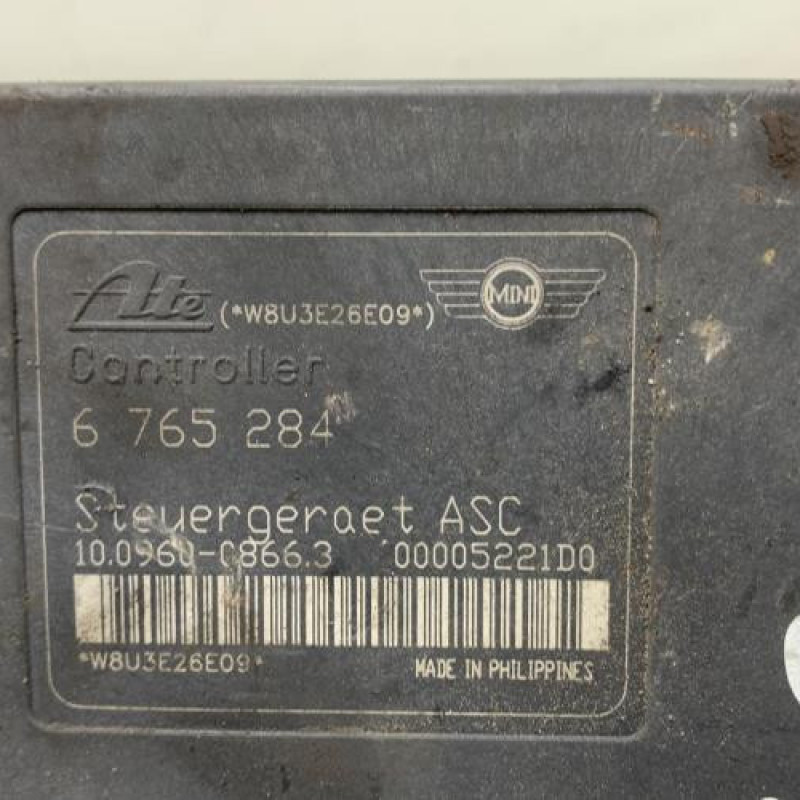 Ate (*W8U3E26E09*) MINI
Controller
6 765 284
Steuergeraet ASC
10.0960-0866.3 00005221D0
*W8U3E26E09*
MADE IN PHILIPPINES